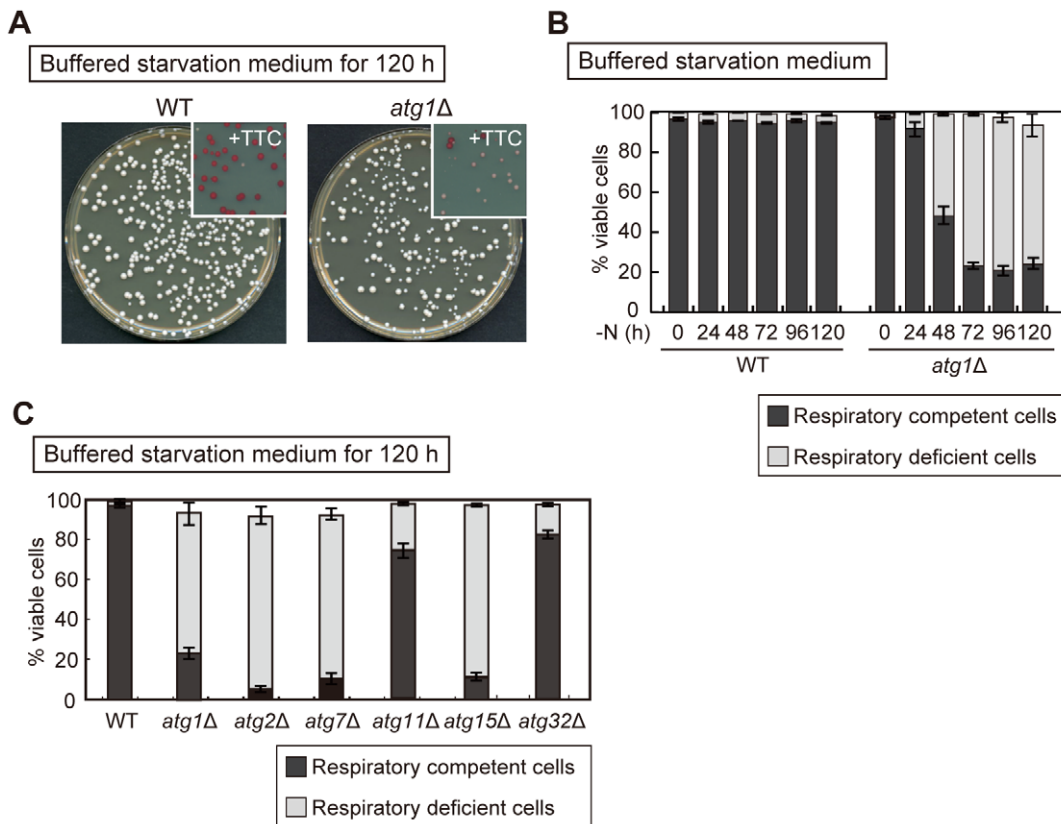 A
Buffered starvation medium for 120 h
WT
atg1Δ
+TTC
+TTC
B
Buffered starvation medium
% viable cells
100
80
60
40
20
0
-N (h)
0 24 48 72 96 120
0 24 48 72 96 120
WT
atg1Δ
Respiratory competent cells
Respiratory deficient cells
C
Buffered starvation medium for 120 h
% viable cells
100
80
60
40
20
0
WT atg1Δ atg2Δ atg7Δ atg11Δ atg15Δ atg32Δ
Respiratory competent cells
Respiratory deficient cells